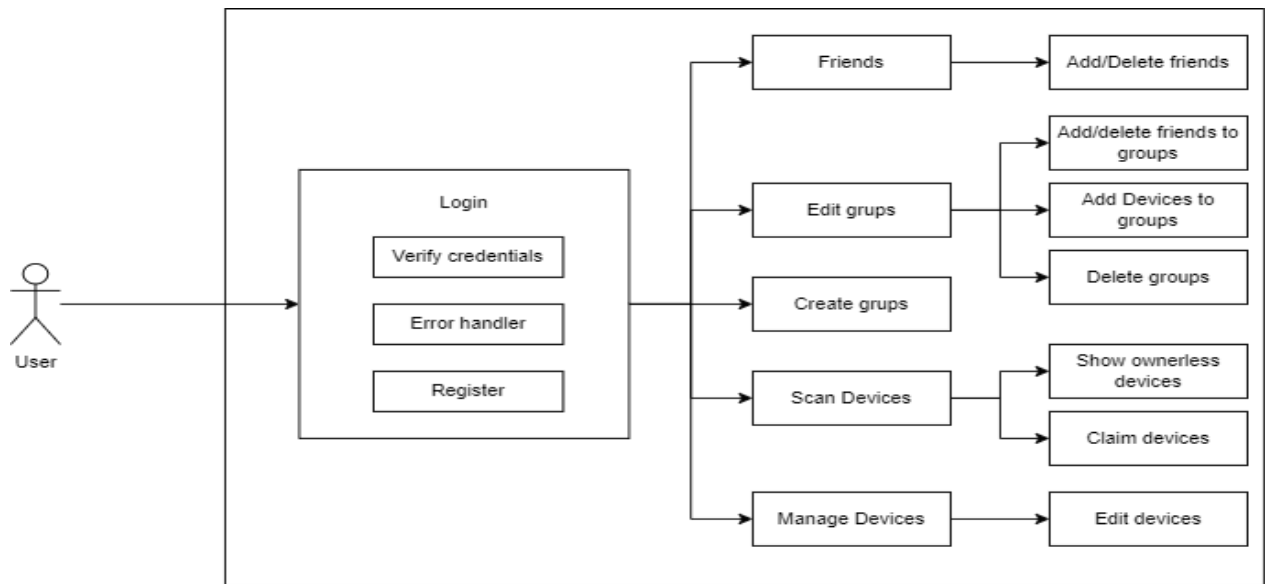 User
Login
Verify credentials
Error handler
Register
Friends
Edit grups
Create grups
Scan Devices
Manage Devices
Add/Delete friends
Add/delete friends to
groups
Add Devices to
groups
Delete groups
Show ownerless
devices
Claim devices
Edit devices